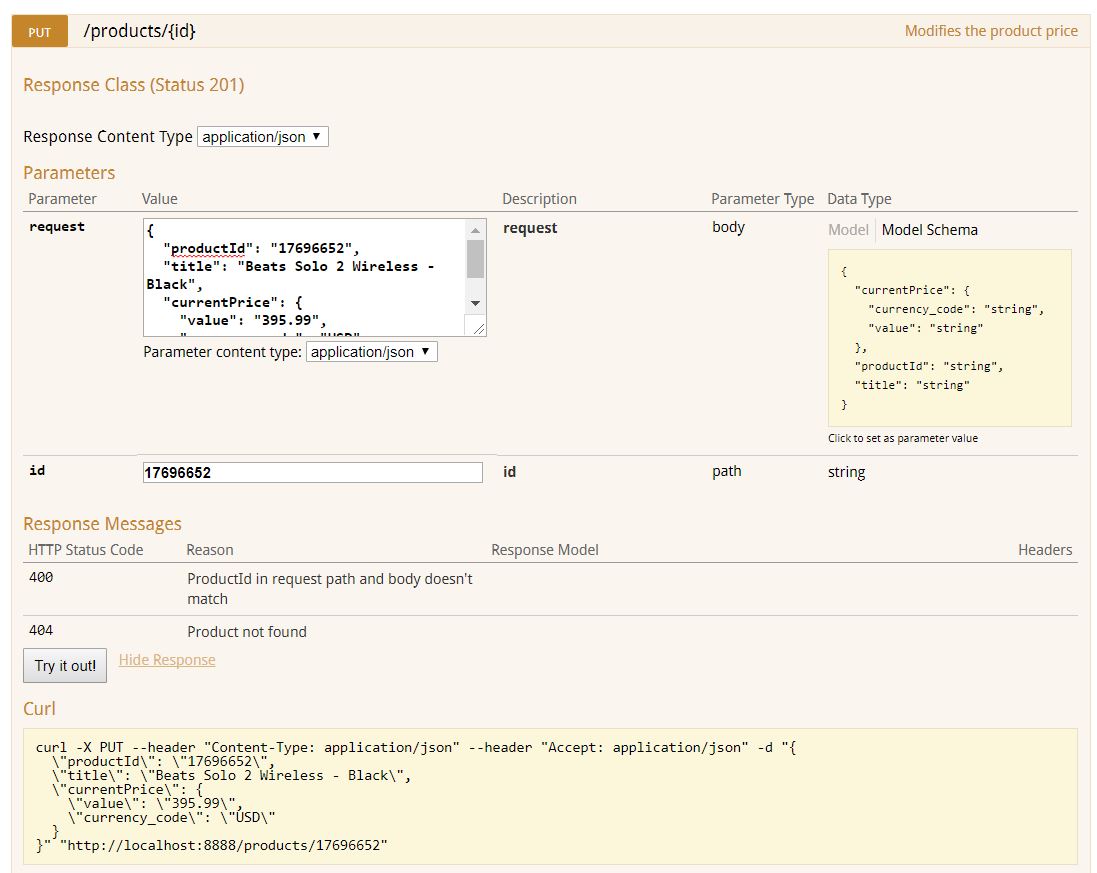 PUT /products/{id} Modifies the product price
Response Class (Status 201)
Response Content Type application/json ▼
Parameters
Parameter Value Description Parameter Type Data Type
request
{
"productId": "17696652",
"title": "Beats Solo 2 Wireless -
Black",
"currentPrice": {
"value": "395.99",
Parameter content type: application/json ▼
request
body
Model Model Schema
{
"currentPrice": {
"currency_code": "string",
"value": "string"
},
"productId": "string",
"title": "string"
}
Click to set as parameter value
id 17696652 id path string
Response Messages
HTTP Status Code Reason Response Model Headers
400 ProductId in request path and body doesn't
match
404 Product not found
Try it out! Hide Response
Curl
curl -X PUT --header "Content-Type: application/json" --header "Accept: application/json" -d "{
\"productId\": \"17696652\",
\"title\": \"Beats Solo 2 Wireless - Black\",
\"currentPrice\": {
\"value\": \"395.99\",
\"currency_code\": \"USD\"
}
}" "http://localhost:8888/products/17696652"